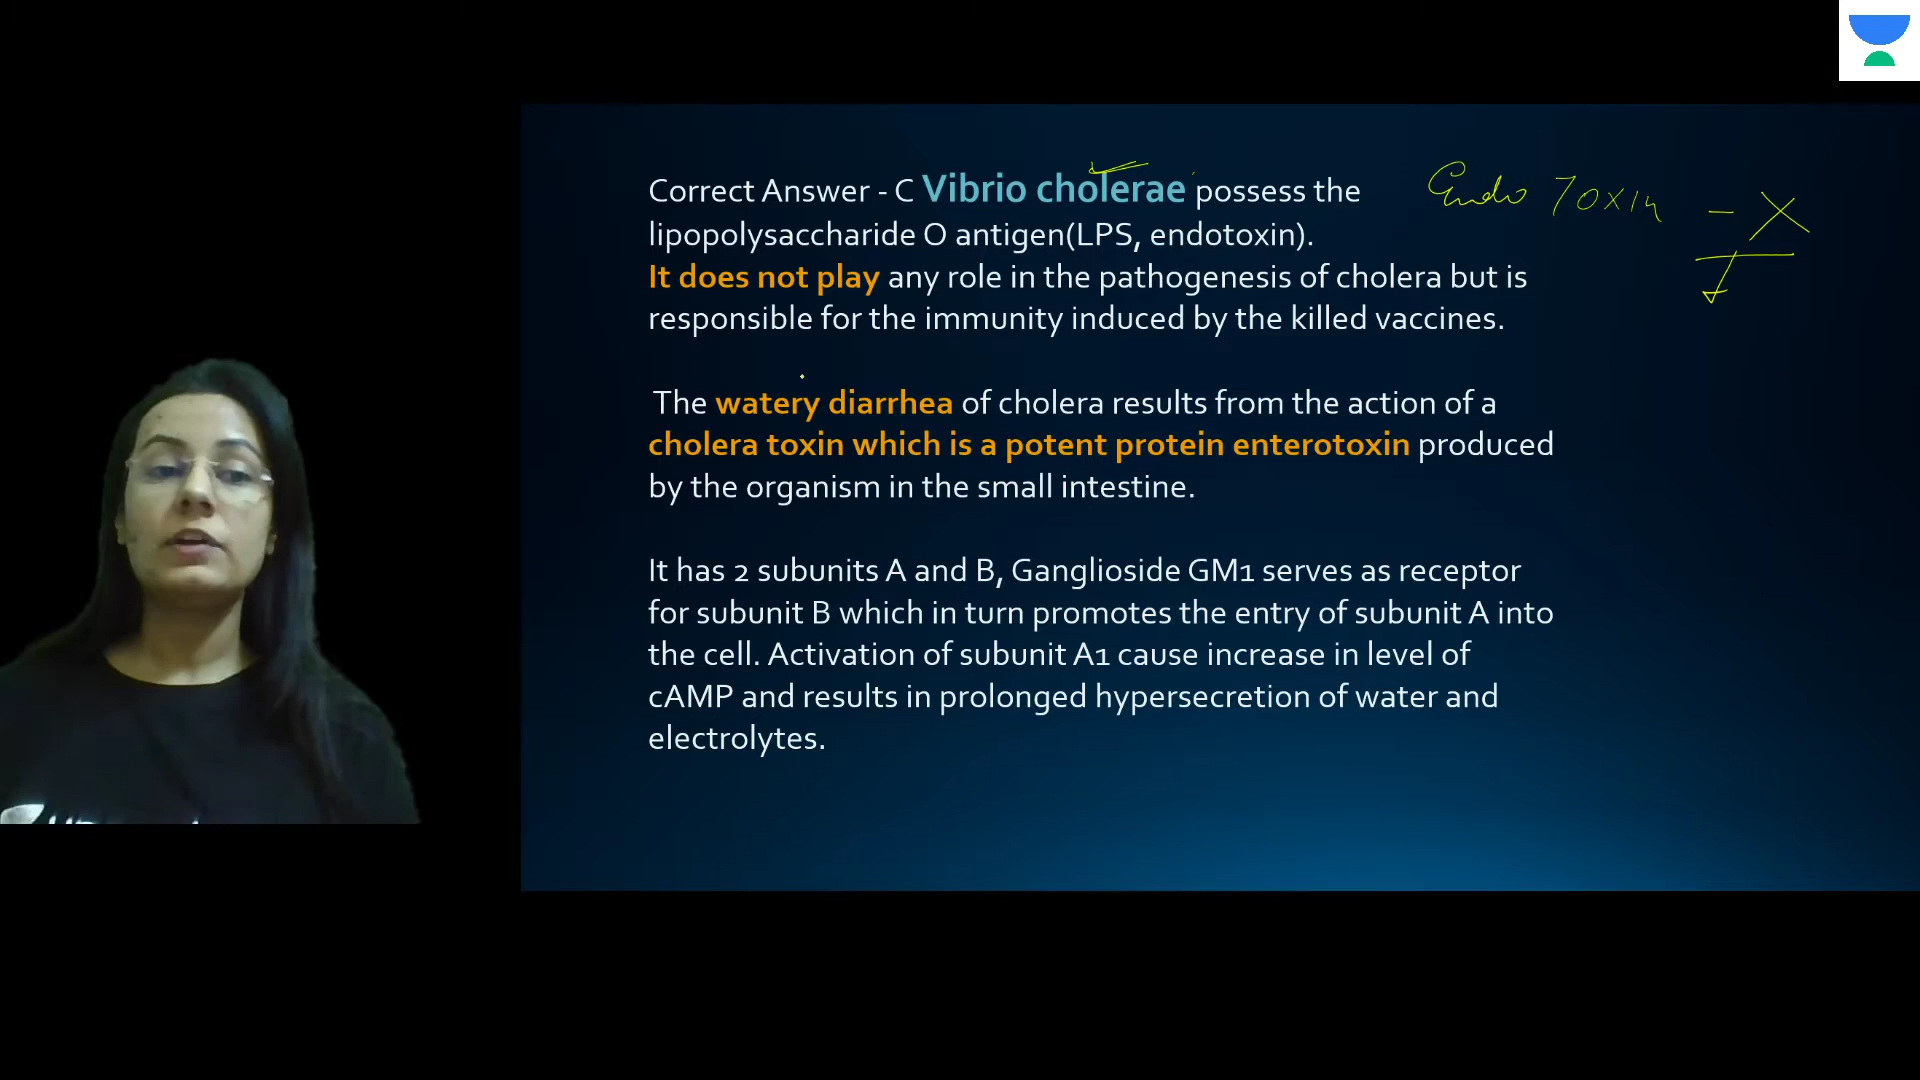 Correct Answer - C Vibrio cholerae possess the
Endo Toxin - X
lipopolysaccharide O antigen(LPS, endotoxin).
It does not play any role in the pathogenesis of cholera but is
responsible for the immunity induced by the killed vaccines.
The watery diarrhea of cholera results from the action of a
cholera toxin which is a potent protein enterotoxin produced
by the organism in the small intestine.
It has 2 subunits A and B, Ganglioside GM1 serves as receptor
for subunit B which in turn promotes the entry of subunit A into
the cell. Activation of subunit A1 cause increase in level of
cAMP and results in prolonged hypersecretion of water and
electrolytes.